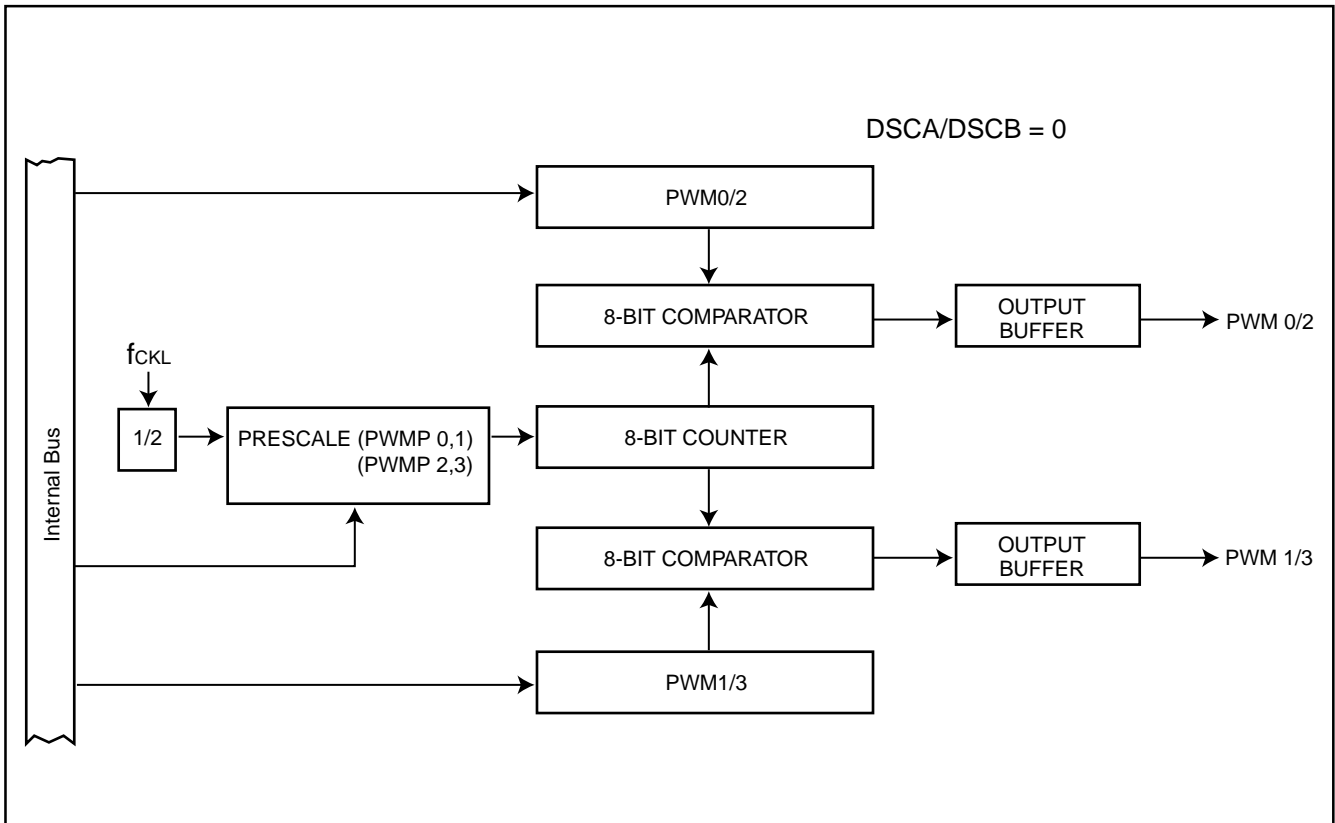 DSCA/DSCB = 0
PWM0/2
8-BIT COMPARATOR
OUTPUT
BUFFER
PWM 0/2
fCKL
1/2
PRESCALE (PWMP 0,1)
(PWMP 2,3)
8-BIT COUNTER
Internal Bus
8-BIT COMPARATOR
OUTPUT
BUFFER
PWM 1/3
PWM1/3